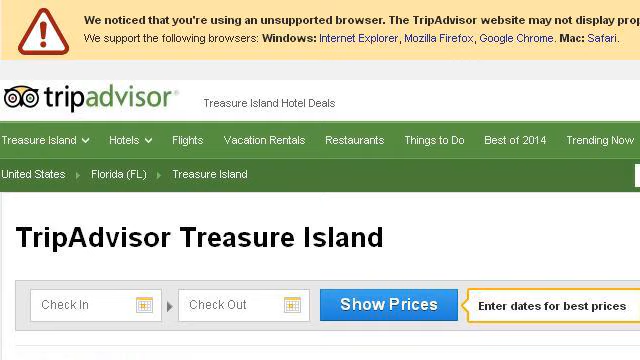 We noticed that you're using an unsupported browser. The TripAdvisor website may not display prop
We support the following browsers: Windows: Internet Explorer, Mozilla Firefox, Google Chrome. Mac: Safari.
tripadvisor® Treasure Island Hotel Deals
Treasure Island Hotels Flights Vacation Rentals Restaurants Things to Do Best of 2014 Trending Now
United States Florida (FL) Treasure Island
TripAdvisor Treasure Island
Check In Check Out Show Prices Enter dates for best prices